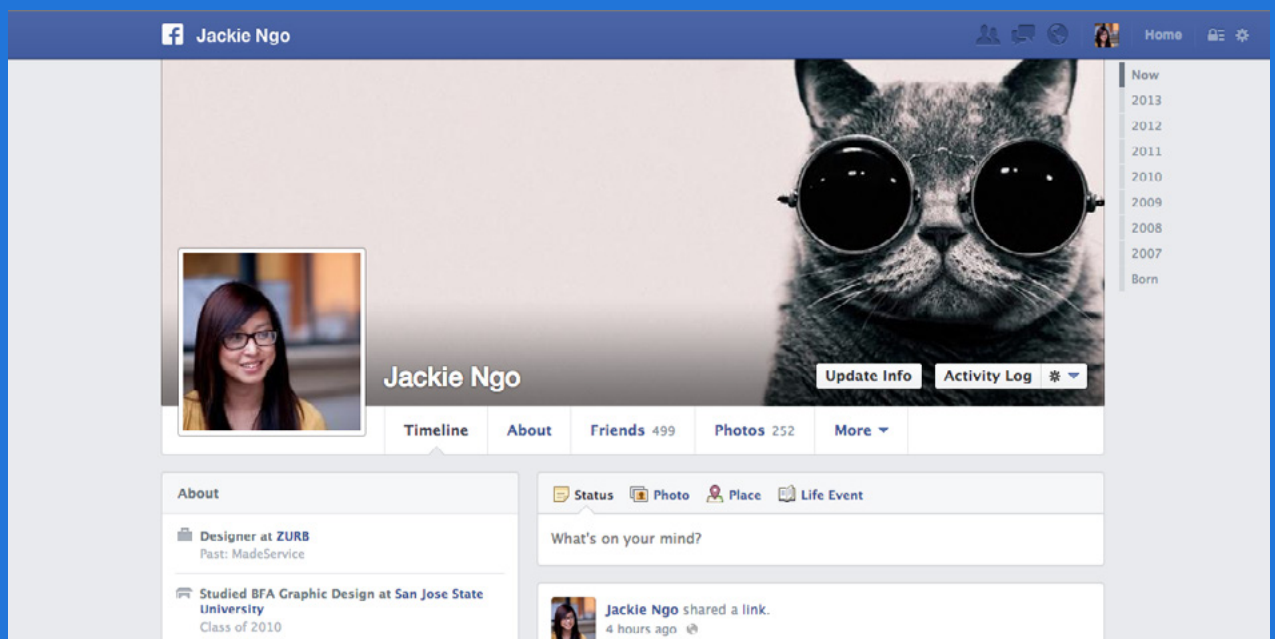 f Jackie Ngo
Home
Now
2013
2012
2011
2010
2009
2008
2007
Born
Jackie Ngo
Update Info
Activity Log
Timeline
About
Friends 499
Photos 252
More
About
Designer at ZURB
Past: MadeService
Studied BFA Graphic Design at San Jose State
University
Class of 2010
Status Photo Place Life Event
What's on your mind?
Jackie Ngo shared a link.
4 hours ago